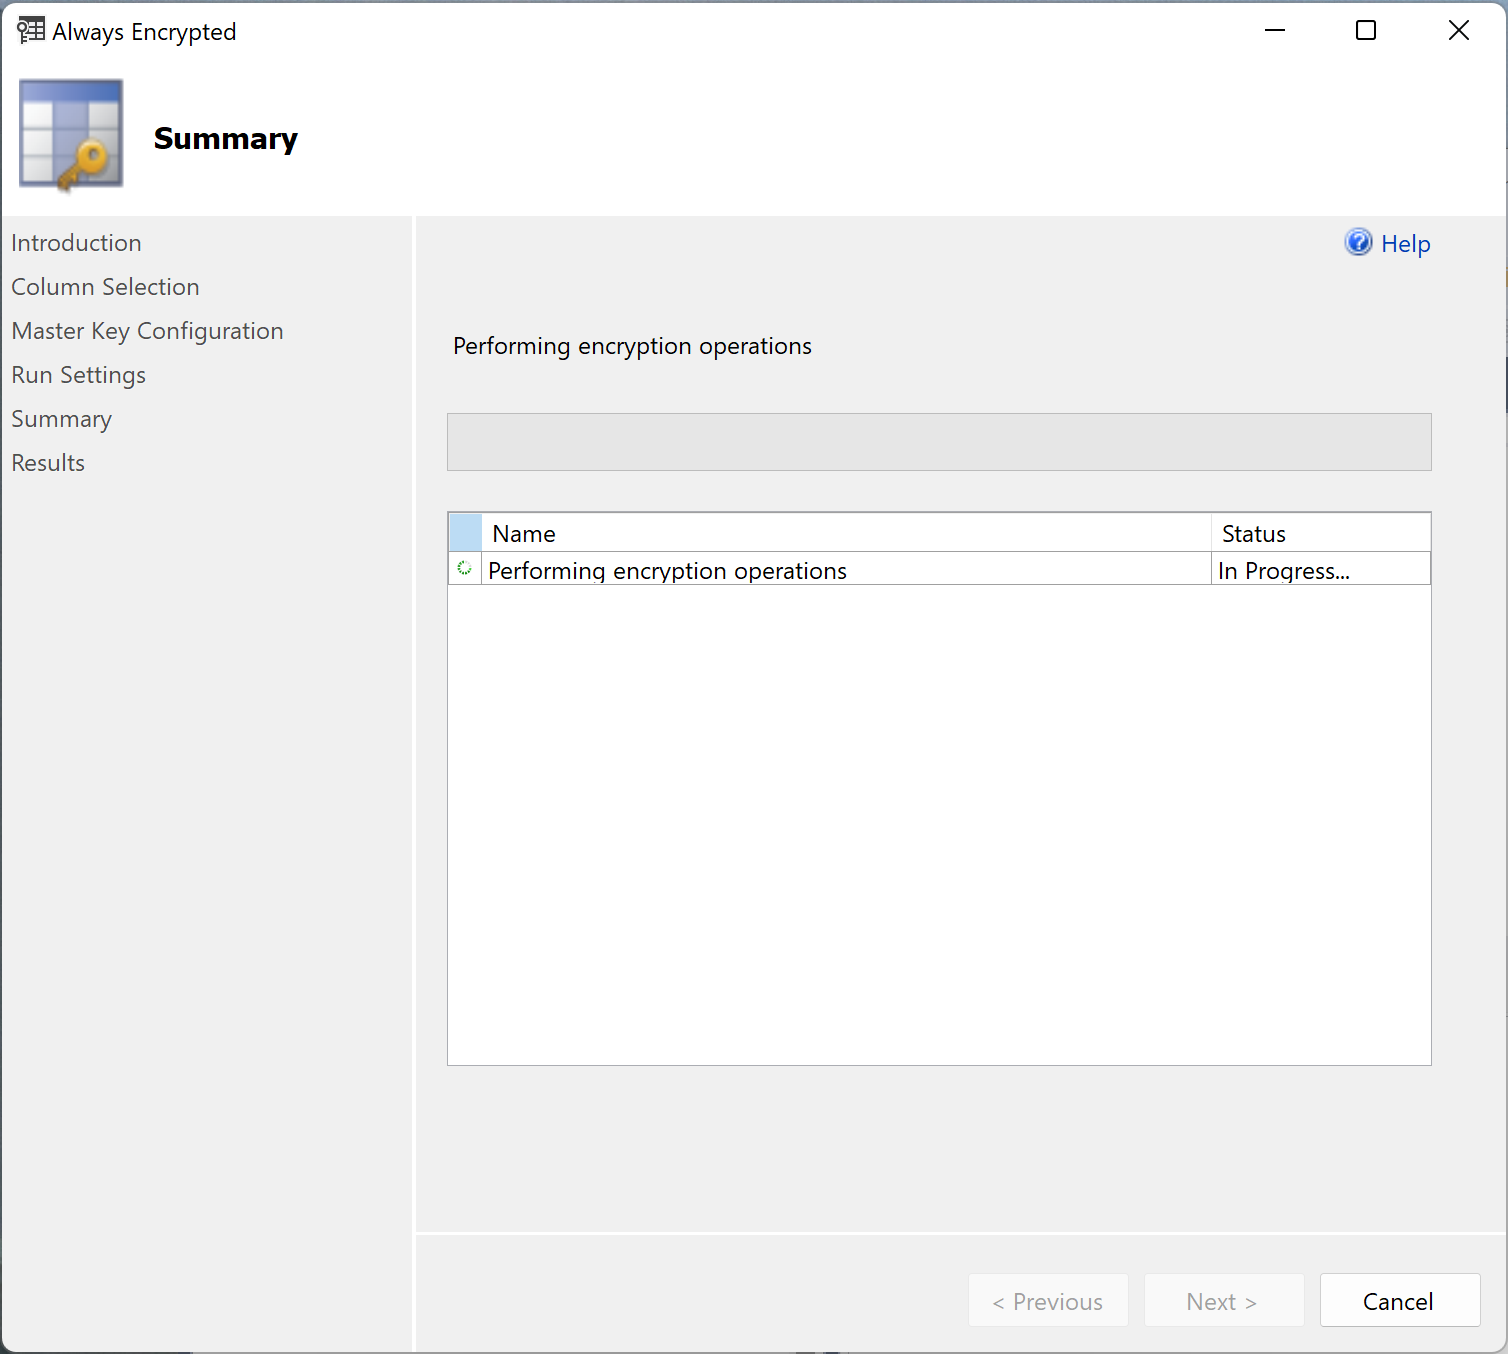 Always Encrypted
Summary
Introduction
Column Selection
Master Key Configuration
Run Settings
Summary
Results
Help
Performing encryption operations
Name Status
Performing encryption operations In Progress...
< Previous Next > Cancel